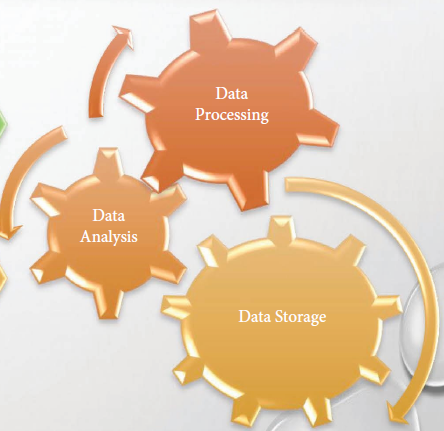 Data
Processing
Data
Analysis
Data Storage